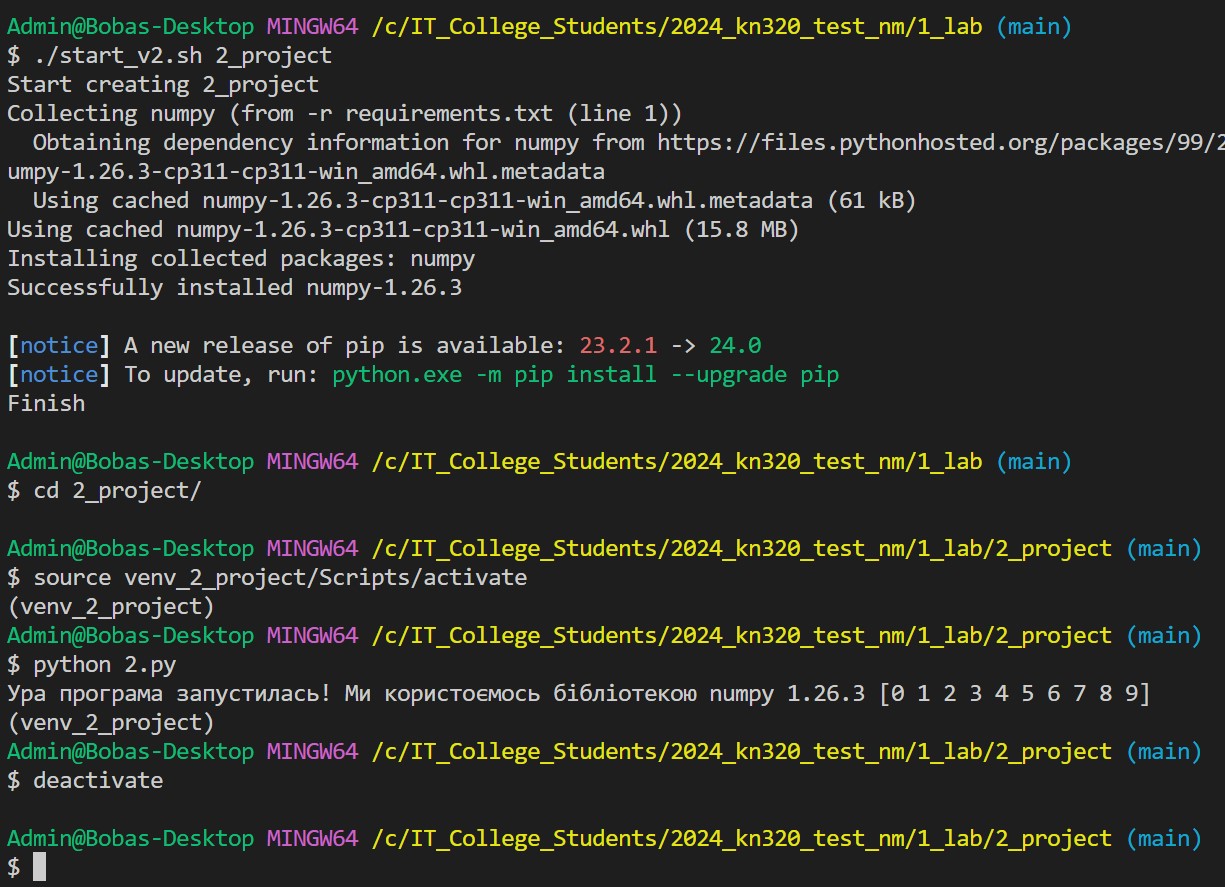 Admin@Bobas-Desktop MINGW64 /c/IT_College_Students/2024_kn320_test_nm/1_lab (main)
$ ./start_v2.sh 2_project
Start creating 2_project
Collecting numpy (from -r requirements.txt (line 1))
  Obtaining dependency information for numpy from https://files.pythonhosted.org/packages/99/2
umpy-1.26.3-cp311-cp311-win_amd64.whl.metadata
  Using cached numpy-1.26.3-cp311-cp311-win_amd64.whl.metadata (61 kB)
Using cached numpy-1.26.3-cp311-cp311-win_amd64.whl (15.8 MB)
Installing collected packages: numpy
Successfully installed numpy-1.26.3

[notice] A new release of pip is available: 23.2.1 -> 24.0
[notice] To update, run: python.exe -m pip install --upgrade pip
Finish

Admin@Bobas-Desktop MINGW64 /c/IT_College_Students/2024_kn320_test_nm/1_lab (main)
$ cd 2_project/

Admin@Bobas-Desktop MINGW64 /c/IT_College_Students/2024_kn320_test_nm/1_lab/2_project (main)
$ source venv_2_project/Scripts/activate
(venv_2_project)
Admin@Bobas-Desktop MINGW64 /c/IT_College_Students/2024_kn320_test_nm/1_lab/2_project (main)
$ python 2.py
Ура програма запустилась! Ми користоємось бібліотекою numpy 1.26.3 [0 1 2 3 4 5 6 7 8 9]
(venv_2_project)
Admin@Bobas-Desktop MINGW64 /c/IT_College_Students/2024_kn320_test_nm/1_lab/2_project (main)
$ deactivate

Admin@Bobas-Desktop MINGW64 /c/IT_College_Students/2024_kn320_test_nm/1_lab/2_project (main)
$